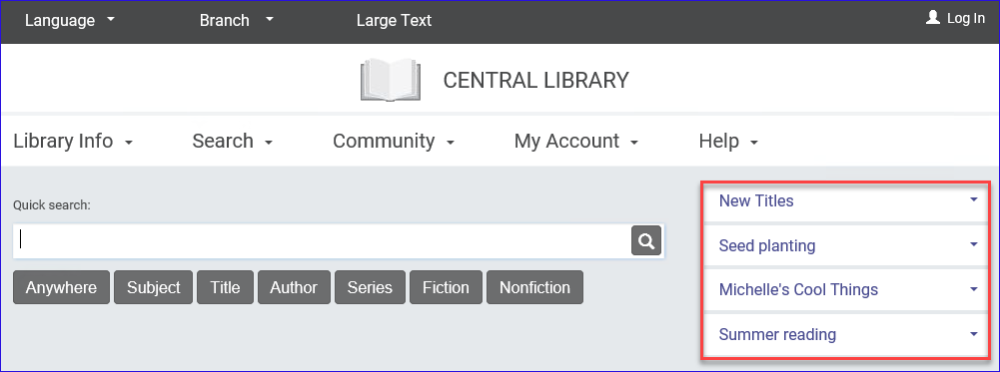 Language Branch Large Text Log In
CENTRAL LIBRARY
Library Info Search Community My Account Help
Quick search:
Anywhere Subject Title Author Series Fiction Nonfiction
New Titles
Seed planting
Michelle's Cool Things
Summer reading